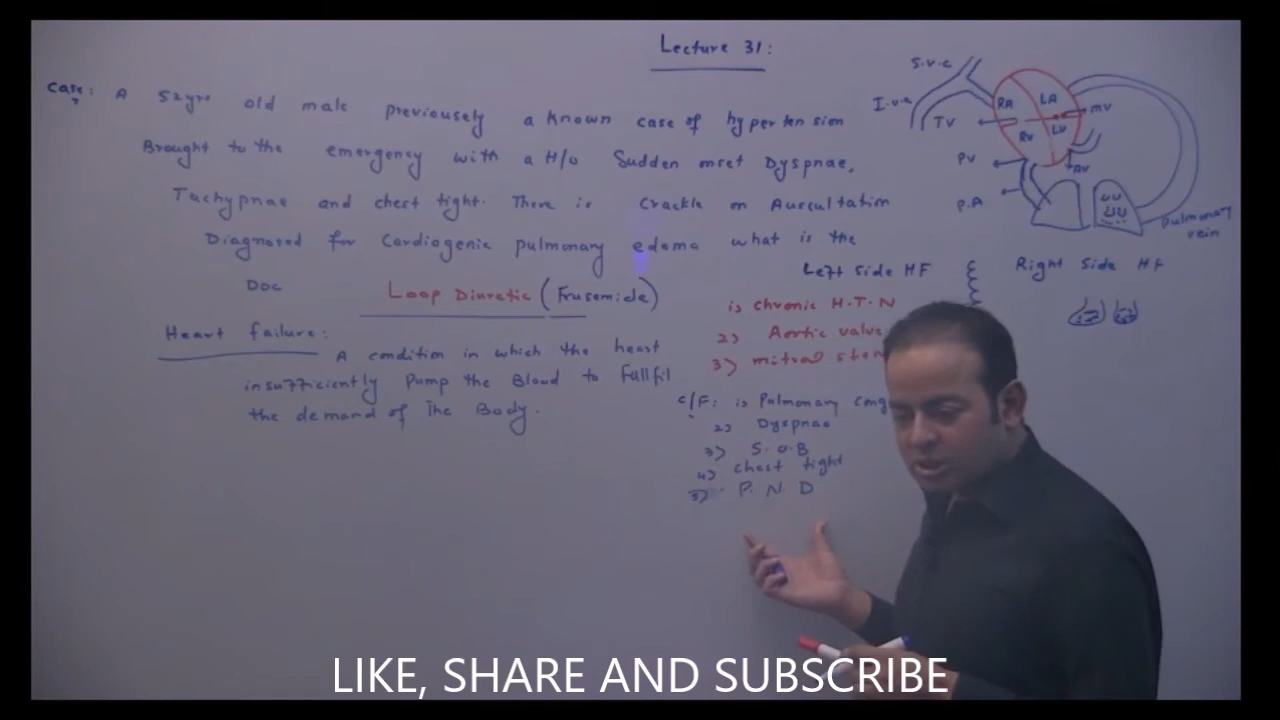 Lecture 31:
Case: A 52yrs old male previousely a known case of hypertension
Brought to the emergency with a H/o Sudden onset Dyspnae,
Tachypnae and chest tight. There is crackle on Auscultation
Diagnosed for Cardiogenic pulmonary edema what is the
DOC Loop Diuretic (Frusemide)
Heart failure:
A condition in which the heart
insufficiently Pump the Blood to fullfil
the demand of The Body.
Left side HF
1) chronic H.T.N
2) Aortic valve
3) mitral sten
C/F: 1) Pulmonary cong
2) Dyspnae
3) S.O.B
4) chest tight
5) P. N. D
Right Side HF
S.v.c
I.v.c
RA
LA
TV
RV
LV
MV
PV
AV
P.A
pulmonary
vein
LIKE, SHARE AND SUBSCRIBE